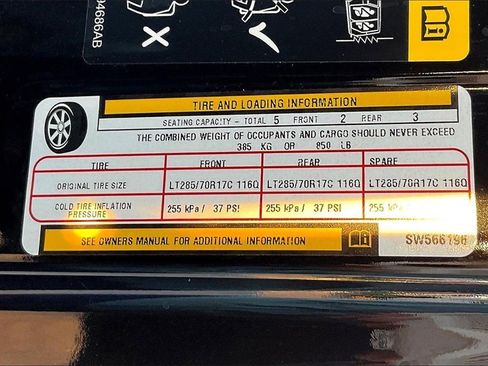 94686AB
TIRE AND LOADING INFORMATION
SEATING CAPACITY - TOTAL 5 FRONT 2 REAR 3
THE COMBINED WEIGHT OF OCCUPANTS AND CARGO SHOULD NEVER EXCEED
385 KG OR 850 LB
TIRE FRONT REAR SPARE
ORIGINAL TIRE SIZE LT285/70R17C 116Q LT285/70R17C 116Q LT285/70R17C 116Q
COLD TIRE INFLATION PRESSURE 255 kPa / 37 PSI 255 kPa / 37 PSI 255 kPa
SEE OWNERS MANUAL FOR ADDITIONAL INFORMATION SW566196